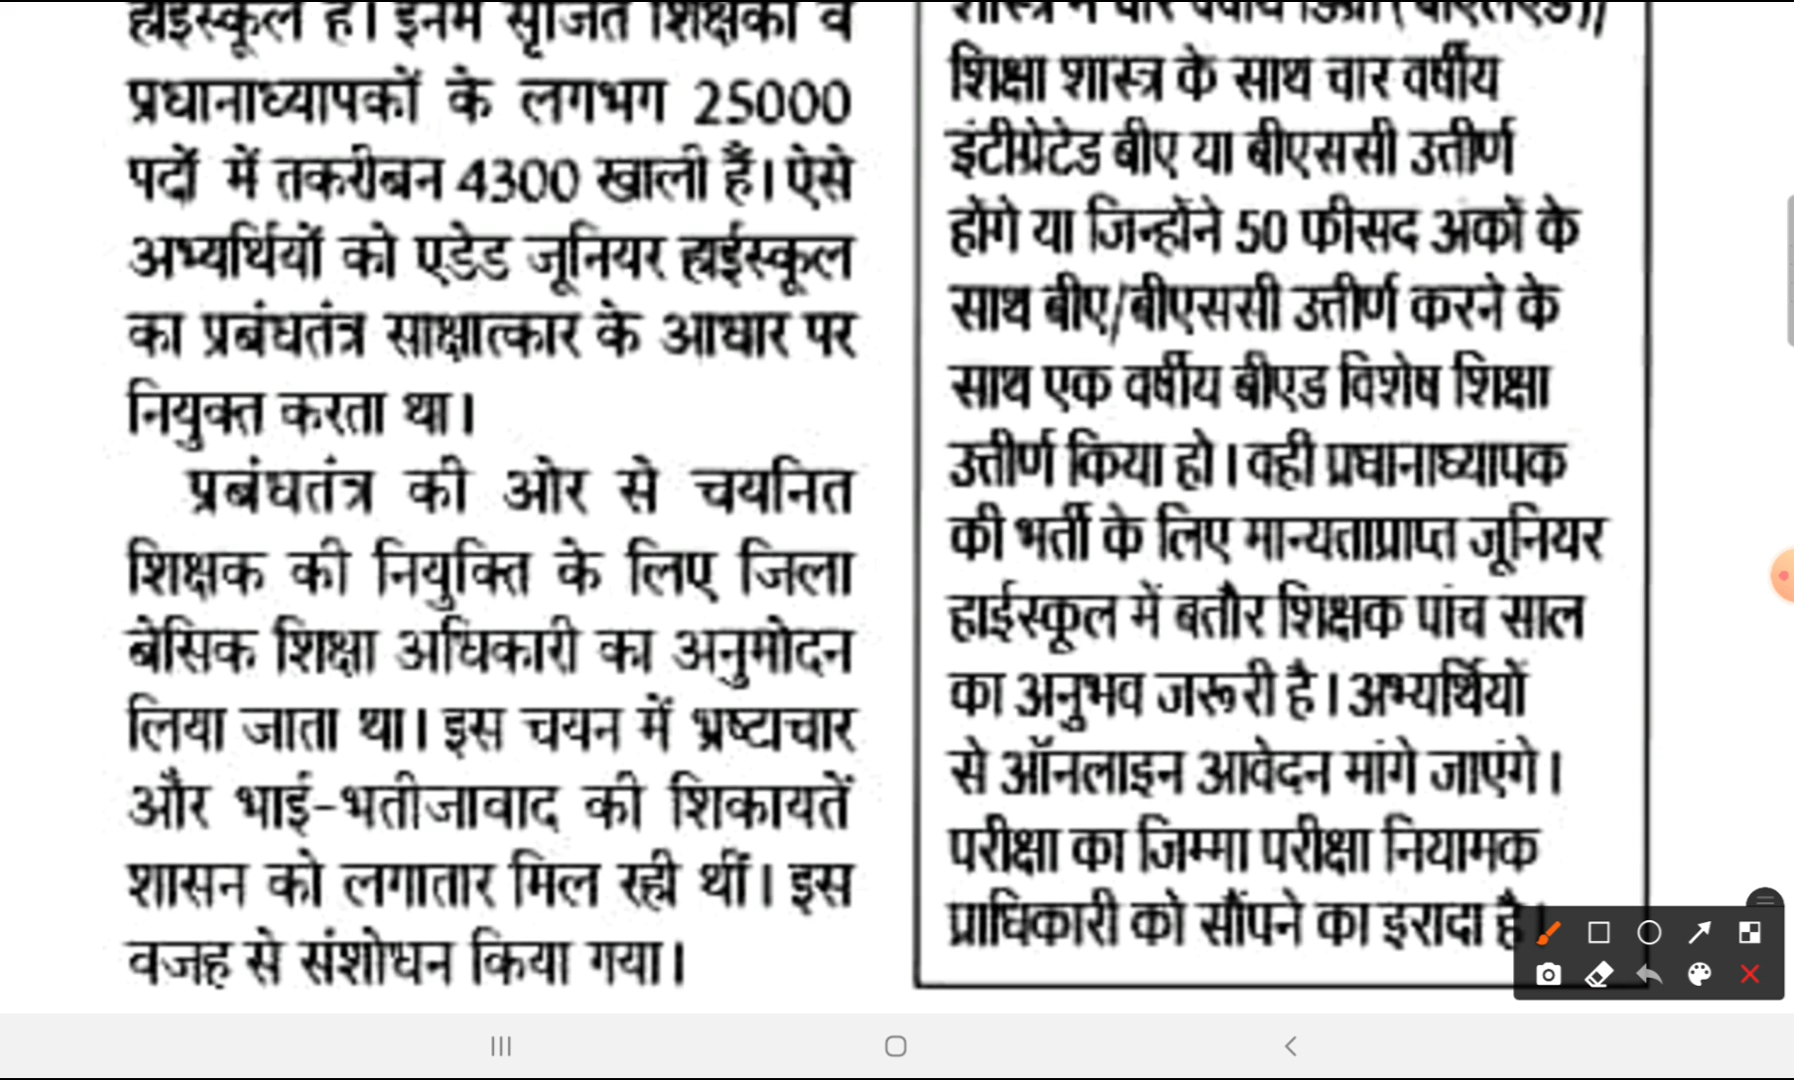 हाईस्कूल हैं। इनमें सृजित शिक्षकों व
प्रधानाध्यापकों के लगभग 25000
पदों में तकरीबन 4300 खाली हैं। ऐसे
अभ्यर्थियों को एडेड जूनियर हाईस्कूल
का प्रबंधतंत्र साक्षात्कार के आधार पर
नियुक्त करता था।
प्रबंधतंत्र की ओर से चयनित
शिक्षक की नियुक्ति के लिए जिला
बेसिक शिक्षा अधिकारी का अनुमोदन
लिया जाता था। इस चयन में भ्रष्टाचार
और भाई-भतीजावाद की शिकायतें
शासन को लगातार मिल रही थीं। इस
वजह से संशोधन किया गया।
शास्त्र में चार वर्षीय डिग्री (बीएलएड)/
शिक्षा शास्त्र के साथ चार वर्षीय
इंटीग्रेटेड बीए या बीएससी उत्तीर्ण
होंगे या जिन्होंने 50 फीसद अंकों के
साथ बीए/बीएससी उत्तीर्ण करने के
साथ एक वर्षीय बीएड विशेष शिक्षा
उत्तीर्ण किया हो। वही प्रधानाध्यापक
की भर्ती के लिए मान्यताप्राप्त जूनियर
हाईस्कूल में बतौर शिक्षक पांच साल
का अनुभव जरूरी है। अभ्यर्थियों
से ऑनलाइन आवेदन मांगे जाएंगे।
परीक्षा का जिम्मा परीक्षा नियामक
प्राधिकारी को सौंपने का इरादा है।